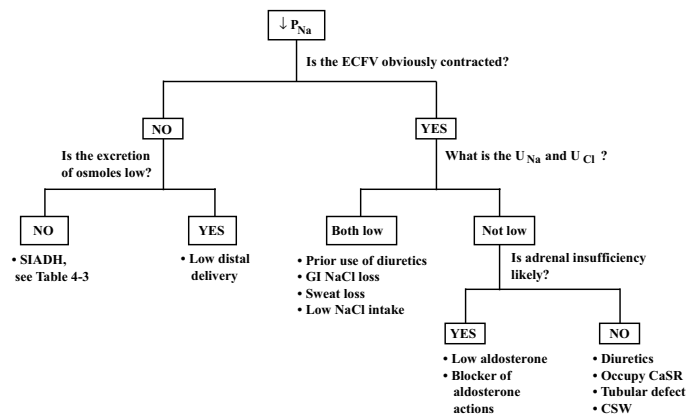 ↓ PNa
Is the ECFV obviously contracted?
NO
YES
Is the excretion
of osmoles low?
What is the UNa and UCl ?
NO
YES
Both low
Not low
• SIADH,
see Table 4-3
• Low distal
delivery
• Prior use of diuretics
• GI NaCl loss
• Sweat loss
• Low NaCl intake
Is adrenal insufficiency
likely?
YES
NO
• Low aldosterone
• Blocker of
aldosterone
actions
• Diuretics
• Occupy CaSR
• Tubular defect
• CSW